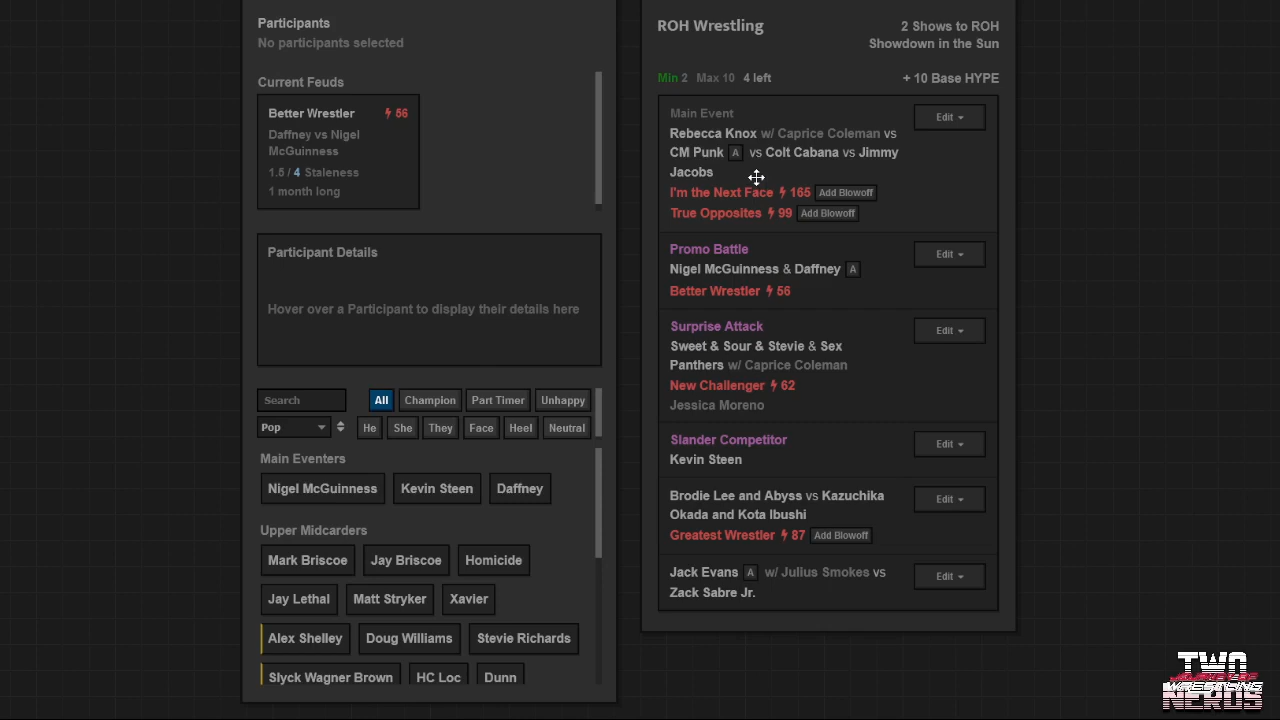 Participants
No participants selected
Current Feuds
Better Wrestler 56
Daffney vs Nigel
McGuinness
1.5 / 4 Staleness
1 month long
Participant Details
Hover over a Participant to display their details here
Search
All Champion Part Timer Unhappy
Pop
He She They Face Heel Neutral
Main Eventers
Nigel McGuinness Kevin Steen Daffney
Upper Midcarders
Mark Briscoe Jay Briscoe Homicide
Jay Lethal Matt Stryker Xavier
Alex Shelley Doug Williams Stevie Richards
Slyck Wagner Brown HC Loc Dunn
ROH Wrestling
2 Shows to ROH
Showdown in the Sun
Min 2 Max 10 4 left
+ 10 Base HYPE
Main Event
Edit
Rebecca Knox w/ Caprice Coleman vs
CM Punk A vs Colt Cabana vs Jimmy
Jacobs
I'm the Next Face 165 Add Blowoff
True Opposites 99 Add Blowoff
Promo Battle
Edit
Nigel McGuinness & Daffney A
Better Wrestler 56
Surprise Attack
Edit
Sweet & Sour & Stevie & Sex
Panthers w/ Caprice Coleman
New Challenger 62
Jessica Moreno
Slander Competitor
Edit
Kevin Steen
Brodie Lee and Abyss vs Kazuchika
Edit
Okada and Kota Ibushi
Greatest Wrestler 87 Add Blowoff
Jack Evans A w/ Julius Smokes vs
Edit
Zack Sabre Jr.
TWO
WRESTLING
NERDS